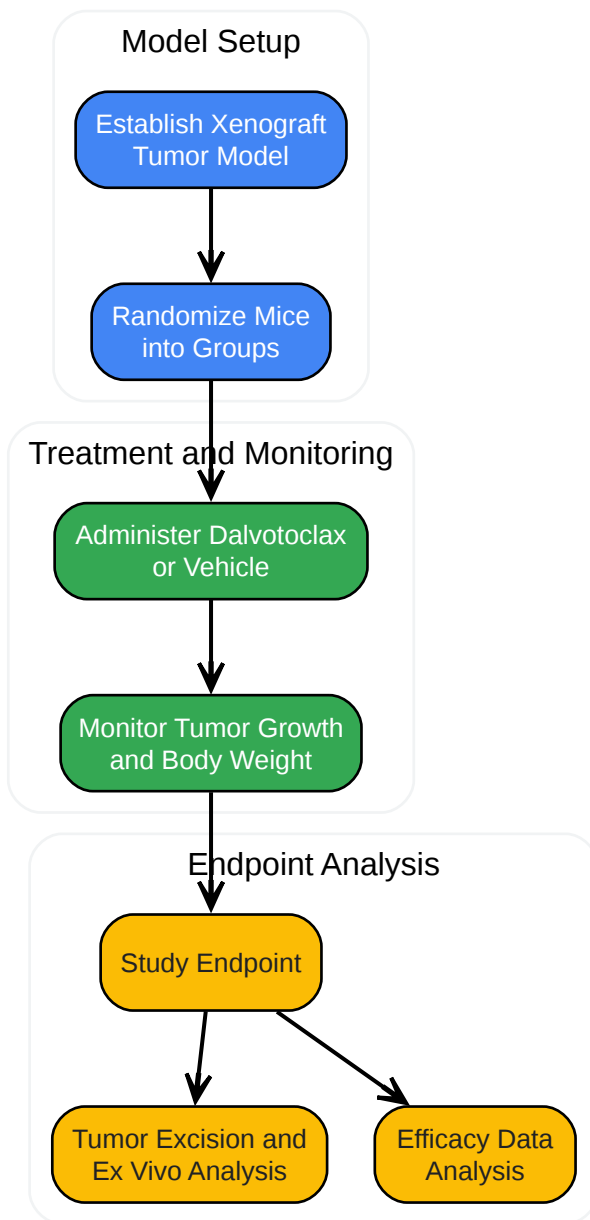 Model Setup
Establish Xenograft
Tumor Model
Randomize Mice
into Groups
Treatment and Monitoring
Administer Dalvotoclax
or Vehicle
Monitor Tumor Growth
and Body Weight
Endpoint Analysis
Study Endpoint
Tumor Excision and
Ex Vivo Analysis
Efficacy Data
Analysis